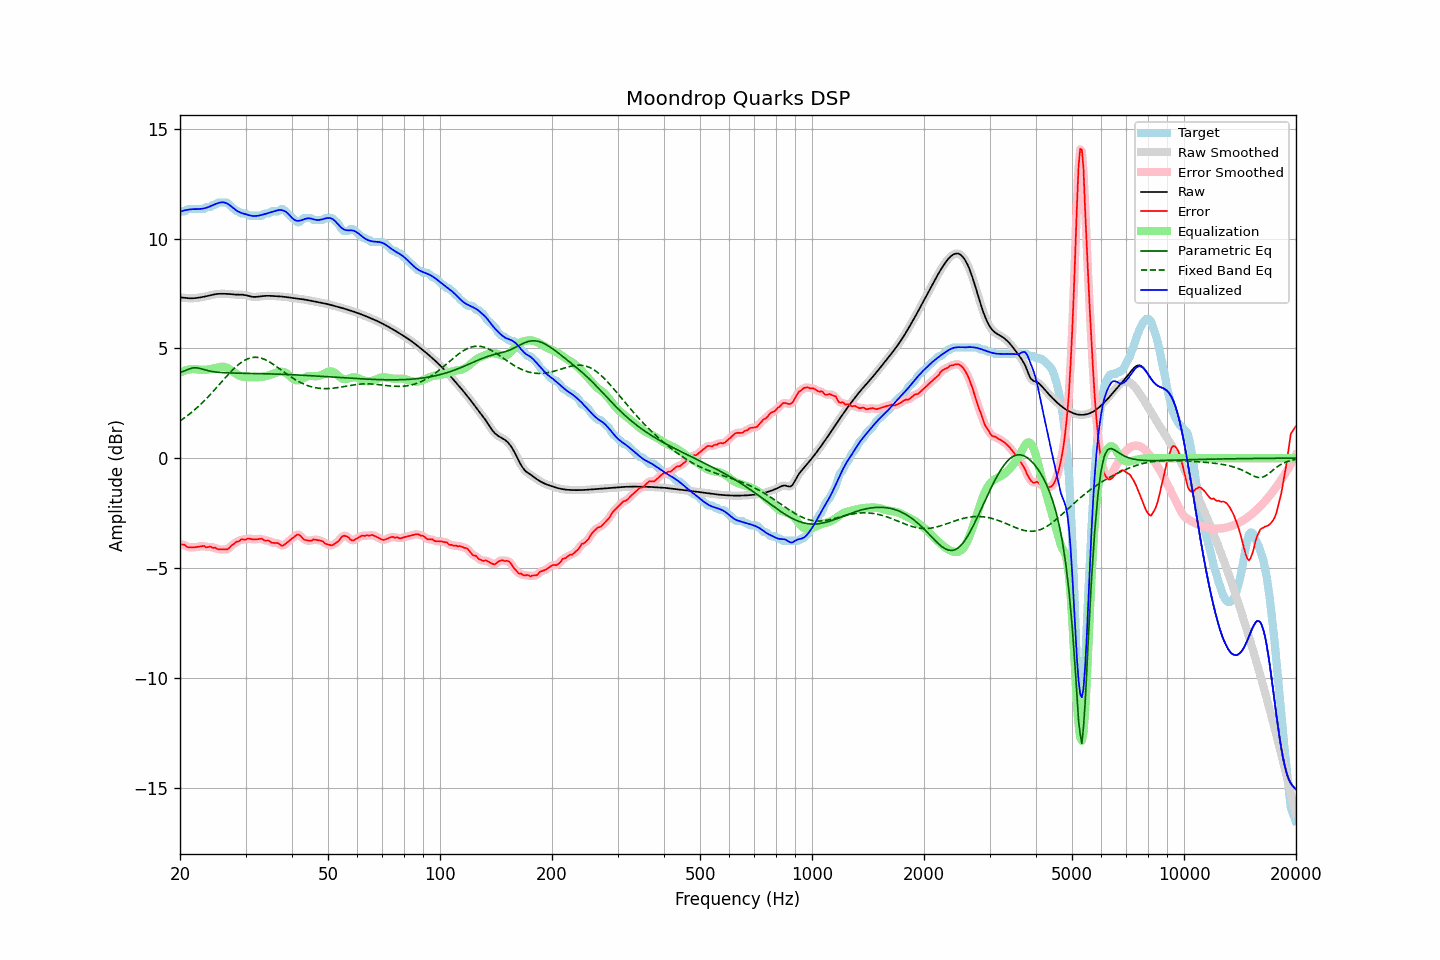 Moondrop Quarks DSP
15
10
5
0
−5
−10
−15
Amplitude (dBr)
Target
Raw Smoothed
Error Smoothed
Raw
Error
Equalization
Parametric Eq
Fixed Band Eq
Equalized
20 50 100 200 500 1000 2000 5000 10000 20000
Frequency (Hz)